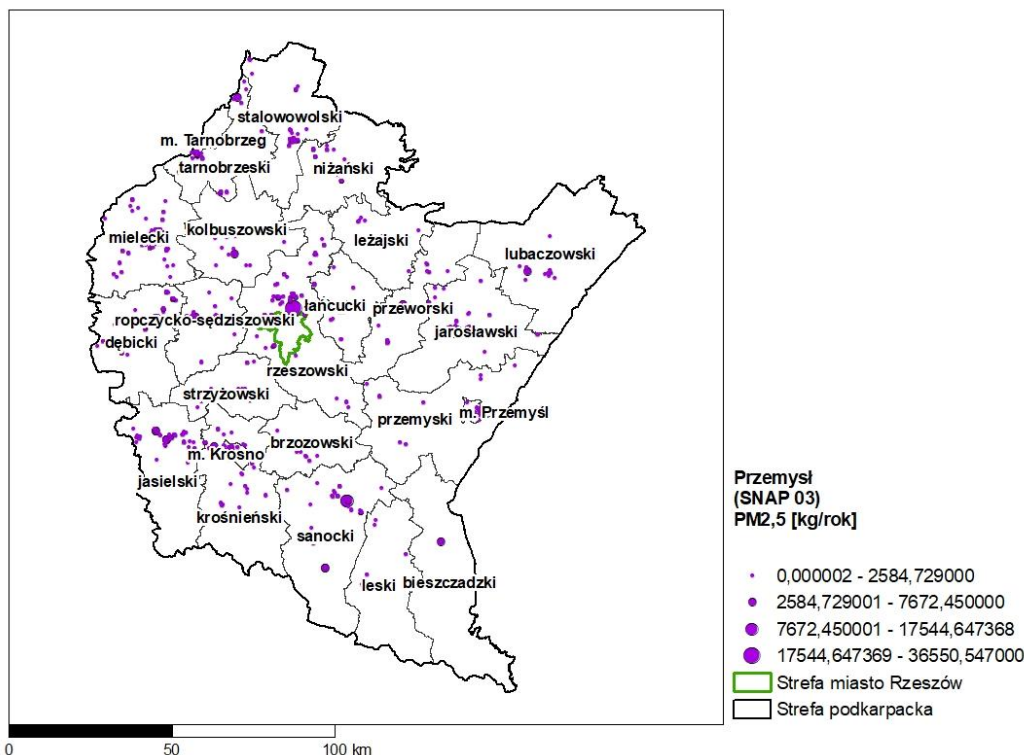 stalowowolski
m. Tarnobrzeg
tarnobrzeski
niżański
kolbuszowski
mielecki
leżajski
lubaczowski
łańcucki
przeworski
ropczycko-sędziszowski
jarosławski
dębicki
rzeszowski
strzyżowski
m. Przemyśl
przemyski
brzozowski
m. Krosno
jasielski
krośnieński
sanocki
leski
bieszczadzki
Przemysł
(SNAP 03)
PM2,5 [kg/rok]
0,000002 - 2584,729000
2584,729001 - 7672,450000
7672,450001 - 17544,647368
17544,647369 - 36550,547000
Strefa miasto Rzeszów
Strefa podkarpacka
0 50 100 km